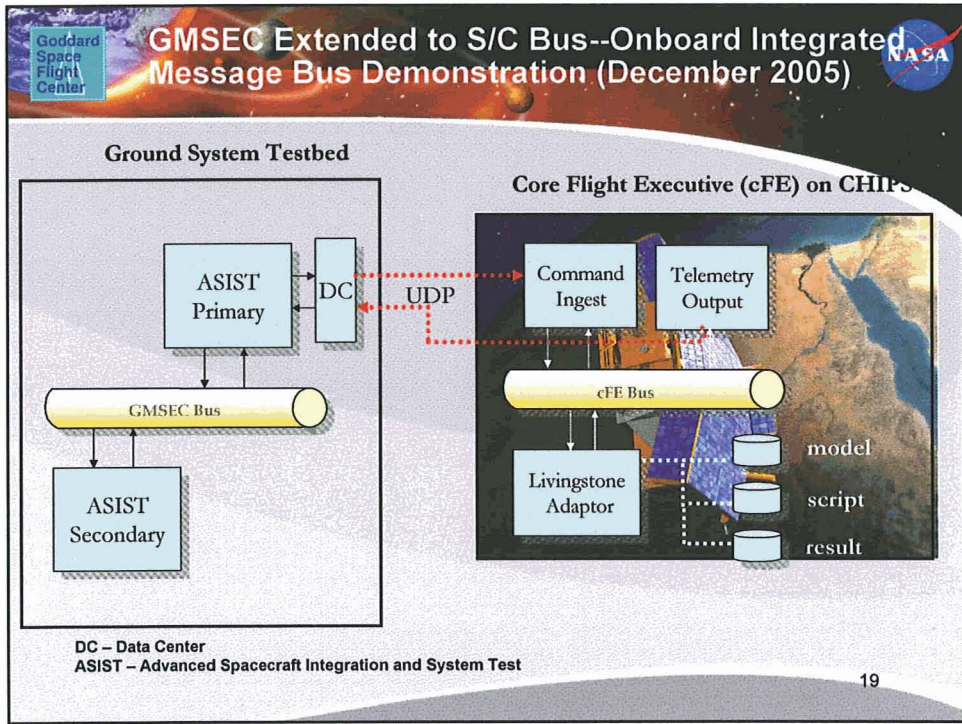 Goddard
Space
Flight
Center
GMSEC Extended to S/C Bus--Onboard Integrated
Message Bus Demonstration (December 2005)
NASA
Ground System Testbed
Core Flight Executive (cFE) on CHIPS
ASIST
Primary
DC
UDP
Command
Ingest
Telemetry
Output
GMSEC Bus
cFE Bus
ASIST
Secondary
Livingstone
Adaptor
model
script
result
DC – Data Center
ASIST – Advanced Spacecraft Integration and System Test
19